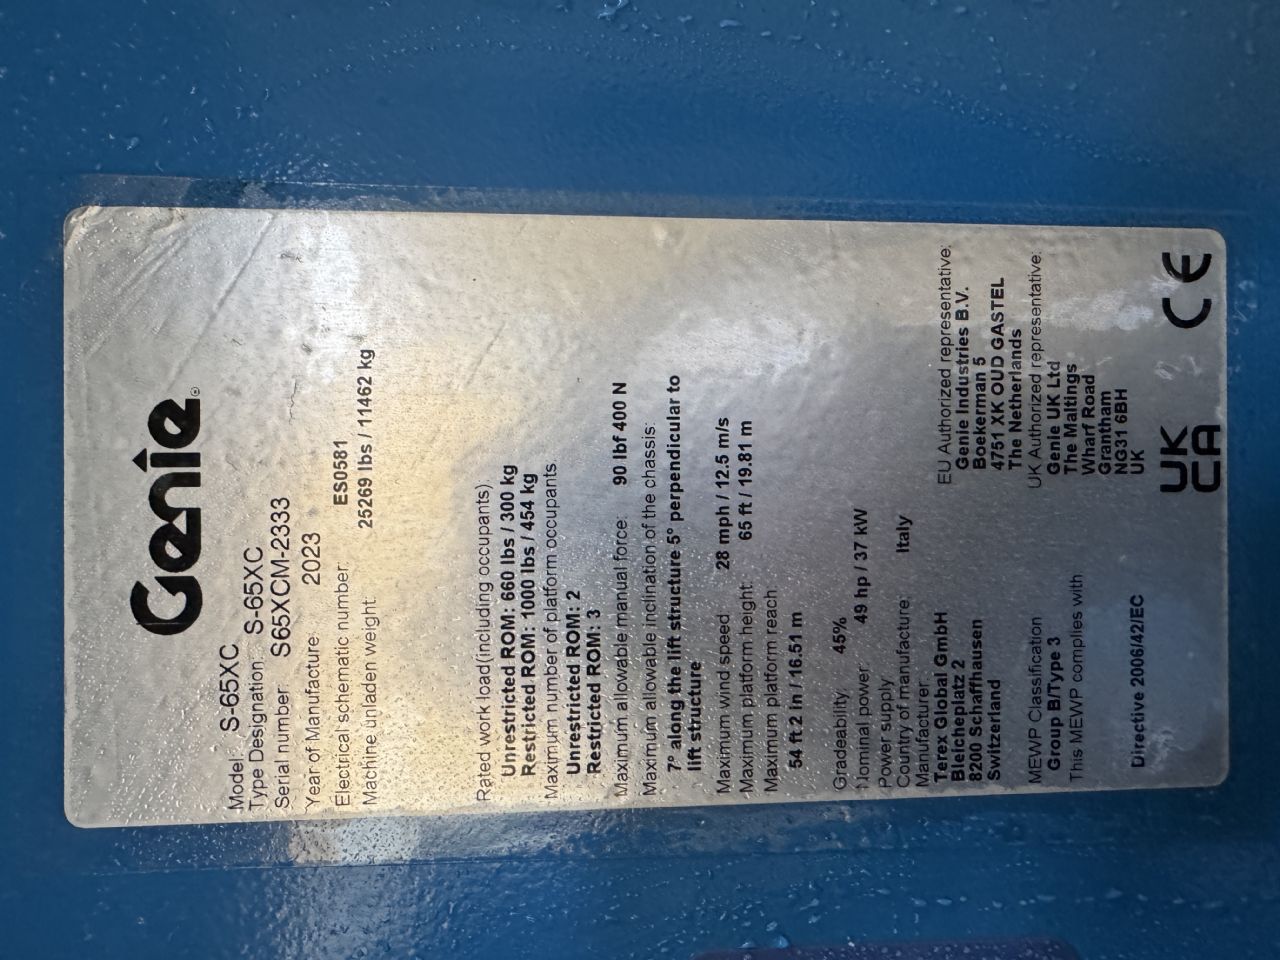 Genie®
Model: S-65XC
Type Designation: S-65XC
Serial number: S65XCM-2333
Year of Manufacture: 2023
Electrical schematic number: ES0581
Machine unladen weight: 25269 lbs / 11462 kg
Rated work load (including occupants)
Unrestricted ROM: 660 lbs / 300 kg
Restricted ROM: 1000 lbs / 454 kg
Maximum number of platform occupants
Unrestricted ROM: 2
Restricted ROM: 3
Maximum allowable manual force: 90 lbf 400 N
Maximum allowable inclination of the chassis:
7° along the lift structure 5° perpendicular to
lift structure
Maximum wind speed 28 mph / 12.5 m/s
Maximum platform height: 65 ft / 19.81 m
Maximum platform reach
54 ft 2 in / 16.51 m
Gradeability 45%
Nominal power 49 hp / 37 kW
Power supply
Country of manufacture: Italy
Manufacturer
Terex Global GmbH
Bleicheplatz 2
8200 Schaffhausen
Switzerland
EU Authorized representative:
Genie Industries B.V.
Boekerman 5
4751 XK OUD GASTEL
The Netherlands
MEWP Classification
Group B/Type 3
This MEWP complies with
Directive 2006/42/EC
UK Authorized representative:
Genie UK Ltd
The Maltings
Wharf Road
Grantham
NG31 6BH
UK
UK
CA
CE